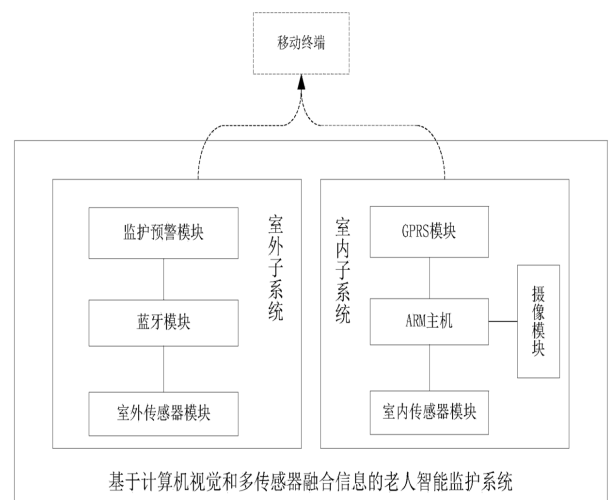 移动终端
监护预警模块
蓝牙模块
室外传感器模块
室外子系统
室内子系统
GPRS模块
ARM主机
室内传感器模块
摄像模块
基于计算机视觉和多传感器融合信息的老人智能监护系统